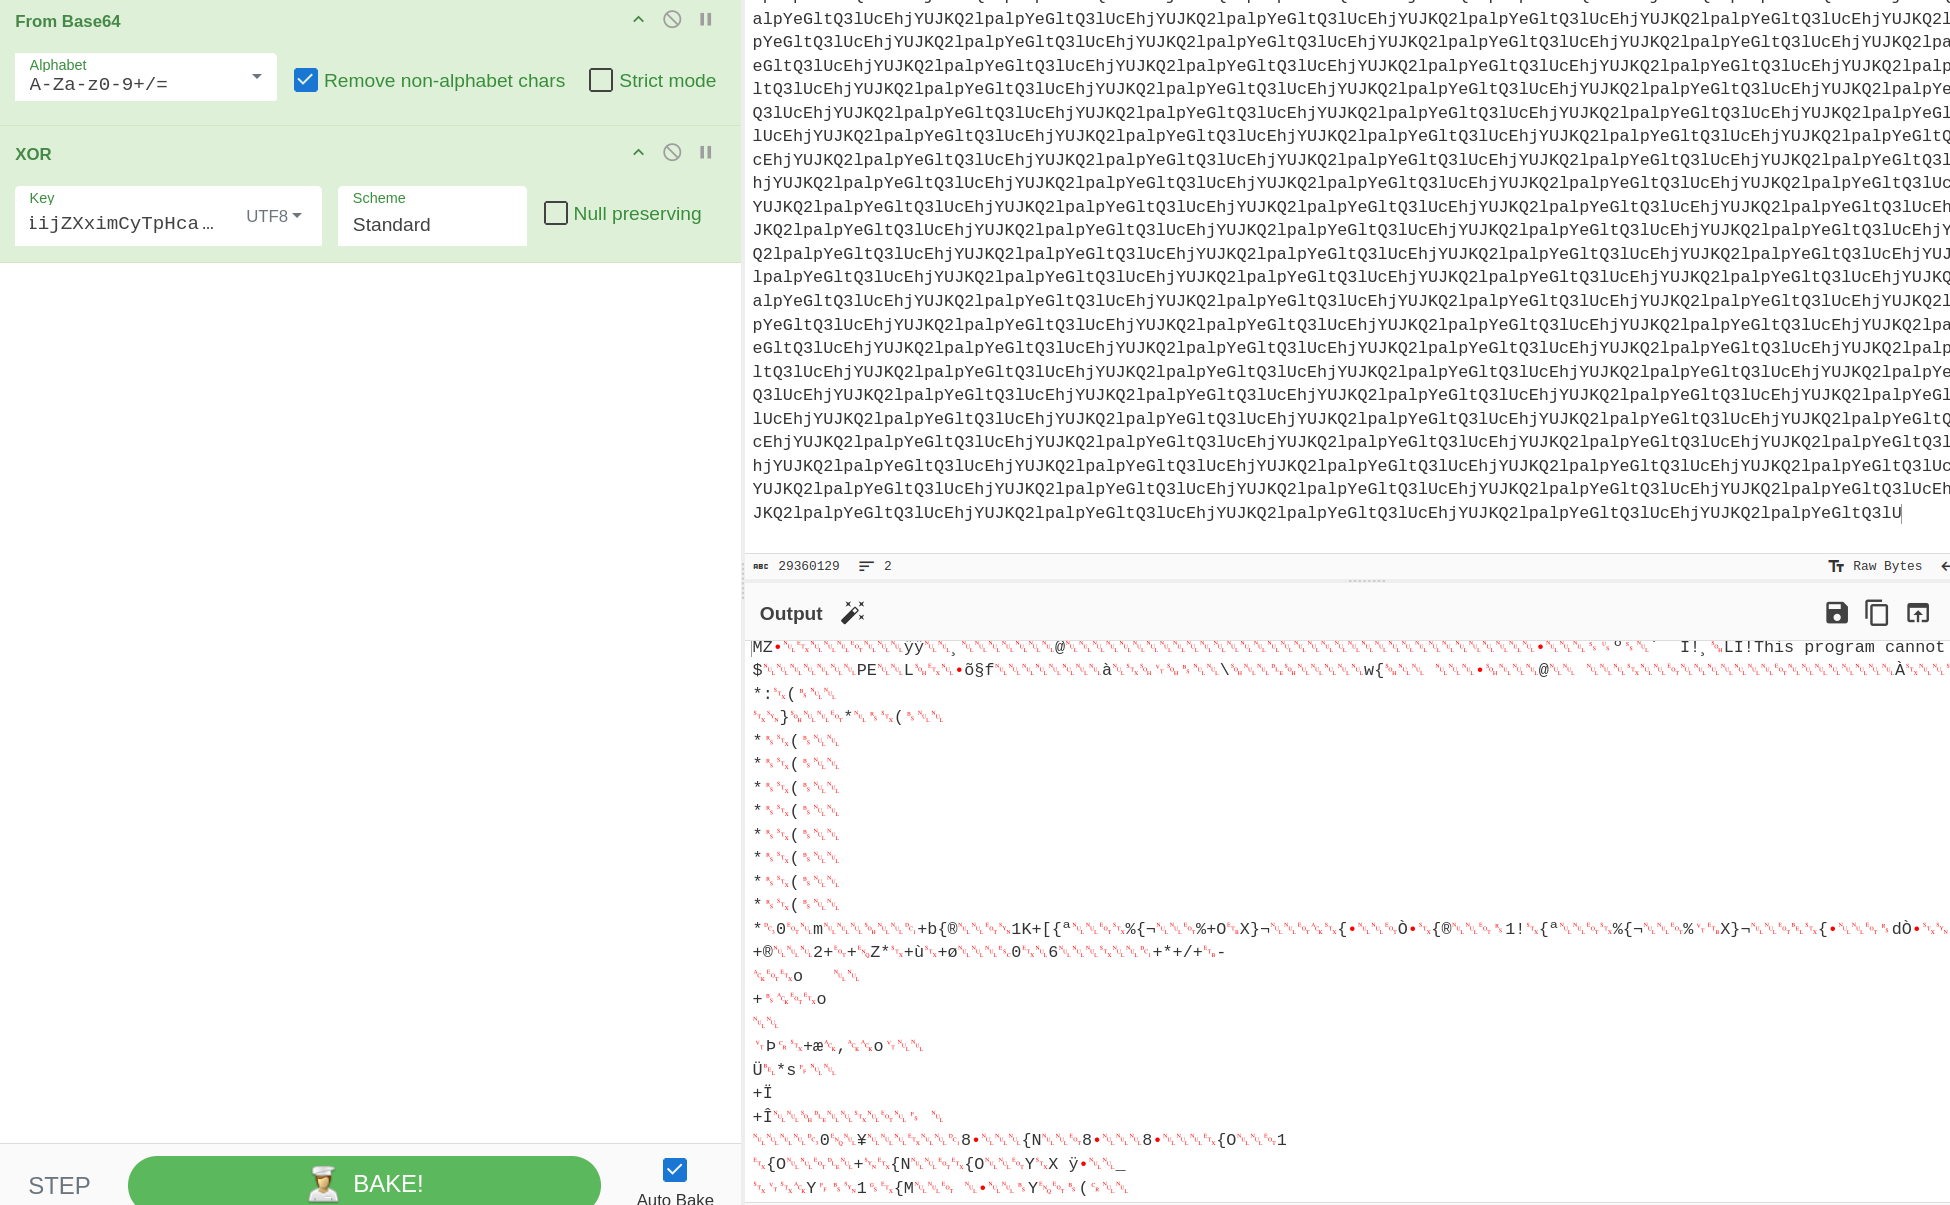 From Base64
Alphabet
A-Za-z0-9+/=
Remove non-alphabet chars
Strict mode
XOR
Key
iijZXximCyTpHca…
UTF8
Scheme
Standard
Null preserving
alpYeGltQ3lUcEhjYUJKQ2lpalpYeGltQ3lUcEhjYUJKQ2lpalpYeGltQ3lUcEhjYUJKQ2lpalpYeGltQ3lUcEhjYUJKQ2lpalpYeGltQ3lUcEhjYUJKQ2l
pYeGltQ3lUcEhjYUJKQ2lpalpYeGltQ3lUcEhjYUJKQ2lpalpYeGltQ3lUcEhjYUJKQ2lpalpYeGltQ3lUcEhjYUJKQ2lpalpYeGltQ3lUcEhjYUJKQ2lpa
eGltQ3lUcEhjYUJKQ2lpalpYeGltQ3lUcEhjYUJKQ2lpalpYeGltQ3lUcEhjYUJKQ2lpalpYeGltQ3lUcEhjYUJKQ2lpalpYeGltQ3lUcEhjYUJKQ2lpalp
ltQ3lUcEhjYUJKQ2lpalpYeGltQ3lUcEhjYUJKQ2lpalpYeGltQ3lUcEhjYUJKQ2lpalpYeGltQ3lUcEhjYUJKQ2lpalpYeGltQ3lUcEhjYUJKQ2lpalpYe
Q3lUcEhjYUJKQ2lpalpYeGltQ3lUcEhjYUJKQ2lpalpYeGltQ3lUcEhjYUJKQ2lpalpYeGltQ3lUcEhjYUJKQ2lpalpYeGltQ3lUcEhjYUJKQ2lpalpYeGl
lUcEhjYUJKQ2lpalpYeGltQ3lUcEhjYUJKQ2lpalpYeGltQ3lUcEhjYUJKQ2lpalpYeGltQ3lUcEhjYUJKQ2lpalpYeGltQ3lUcEhjYUJKQ2lpalpYeGltQ
cEhjYUJKQ2lpalpYeGltQ3lUcEhjYUJKQ2lpalpYeGltQ3lUcEhjYUJKQ2lpalpYeGltQ3lUcEhjYUJKQ2lpalpYeGltQ3lUcEhjYUJKQ2lpalpYeGltQ3l
hjYUJKQ2lpalpYeGltQ3lUcEhjYUJKQ2lpalpYeGltQ3lUcEhjYUJKQ2lpalpYeGltQ3lUcEhjYUJKQ2lpalpYeGltQ3lUcEhjYUJKQ2lpalpYeGltQ3lUc
YUJKQ2lpalpYeGltQ3lUcEhjYUJKQ2lpalpYeGltQ3lUcEhjYUJKQ2lpalpYeGltQ3lUcEhjYUJKQ2lpalpYeGltQ3lUcEhjYUJKQ2lpalpYeGltQ3lUcEh
JKQ2lpalpYeGltQ3lUcEhjYUJKQ2lpalpYeGltQ3lUcEhjYUJKQ2lpalpYeGltQ3lUcEhjYUJKQ2lpalpYeGltQ3lUcEhjYUJKQ2lpalpYeGltQ3lUcEhjY
Q2lpalpYeGltQ3lUcEhjYUJKQ2lpalpYeGltQ3lUcEhjYUJKQ2lpalpYeGltQ3lUcEhjYUJKQ2lpalpYeGltQ3lUcEhjYUJKQ2lpalpYeGltQ3lUcEhjYUJ
lpalpYeGltQ3lUcEhjYUJKQ2lpalpYeGltQ3lUcEhjYUJKQ2lpalpYeGltQ3lUcEhjYUJKQ2lpalpYeGltQ3lUcEhjYUJKQ2lpalpYeGltQ3lUcEhjYUJKQ
alpYeGltQ3lUcEhjYUJKQ2lpalpYeGltQ3lUcEhjYUJKQ2lpalpYeGltQ3lUcEhjYUJKQ2lpalpYeGltQ3lUcEhjYUJKQ2lpalpYeGltQ3lUcEhjYUJKQ2l
pYeGltQ3lUcEhjYUJKQ2lpalpYeGltQ3lUcEhjYUJKQ2lpalpYeGltQ3lUcEhjYUJKQ2lpalpYeGltQ3lUcEhjYUJKQ2lpalpYeGltQ3lUcEhjYUJKQ2lpa
eGltQ3lUcEhjYUJKQ2lpalpYeGltQ3lUcEhjYUJKQ2lpalpYeGltQ3lUcEhjYUJKQ2lpalpYeGltQ3lUcEhjYUJKQ2lpalpYeGltQ3lUcEhjYUJKQ2lpalp
ltQ3lUcEhjYUJKQ2lpalpYeGltQ3lUcEhjYUJKQ2lpalpYeGltQ3lUcEhjYUJKQ2lpalpYeGltQ3lUcEhjYUJKQ2lpalpYeGltQ3lUcEhjYUJKQ2lpalpYe
Q3lUcEhjYUJKQ2lpalpYeGltQ3lUcEhjYUJKQ2lpalpYeGltQ3lUcEhjYUJKQ2lpalpYeGltQ3lUcEhjYUJKQ2lpalpYeGltQ3lUcEhjYUJKQ2lpalpYeGl
lUcEhjYUJKQ2lpalpYeGltQ3lUcEhjYUJKQ2lpalpYeGltQ3lUcEhjYUJKQ2lpalpYeGltQ3lUcEhjYUJKQ2lpalpYeGltQ3lUcEhjYUJKQ2lpalpYeGltQ
cEhjYUJKQ2lpalpYeGltQ3lUcEhjYUJKQ2lpalpYeGltQ3lUcEhjYUJKQ2lpalpYeGltQ3lUcEhjYUJKQ2lpalpYeGltQ3lUcEhjYUJKQ2lpalpYeGltQ3l
hjYUJKQ2lpalpYeGltQ3lUcEhjYUJKQ2lpalpYeGltQ3lUcEhjYUJKQ2lpalpYeGltQ3lUcEhjYUJKQ2lpalpYeGltQ3lUcEhjYUJKQ2lpalpYeGltQ3lUc
YUJKQ2lpalpYeGltQ3lUcEhjYUJKQ2lpalpYeGltQ3lUcEhjYUJKQ2lpalpYeGltQ3lUcEhjYUJKQ2lpalpYeGltQ3lUcEhjYUJKQ2lpalpYeGltQ3lUcEh
JKQ2lpalpYeGltQ3lUcEhjYUJKQ2lpalpYeGltQ3lUcEhjYUJKQ2lpalpYeGltQ3lUcEhjYUJKQ2lpalpYeGltQ3lUcEhjYUJKQ2lpalpYeGltQ3lU
ABC 29360129 2
Raw Bytes
Output
MZ ÿÿ ¸ @ º ´ Í!¸ LÍ!This program cannot
$ PE L õ§f à \ w{ @ À
*: (
} * (
* (
* (
* (
* (
* (
* (
* (
* (
* 0 m +b{® 1K+[{ª %{¬ %+O X}¬ { Ò• {® 1! {ª %{¬ % X}¬ { dÒ•
+® 2+ + Z* +ù +ø 0 6 +*+/+ -
o
+ o
Þ +æ , o
Ü *s
+Ï
+Î
0 ¥ 8 {N 8 8 {O 1
{O + {N {O Y X ÿ _
Y 1 {M Y (
STEP
BAKE!
Auto Bake